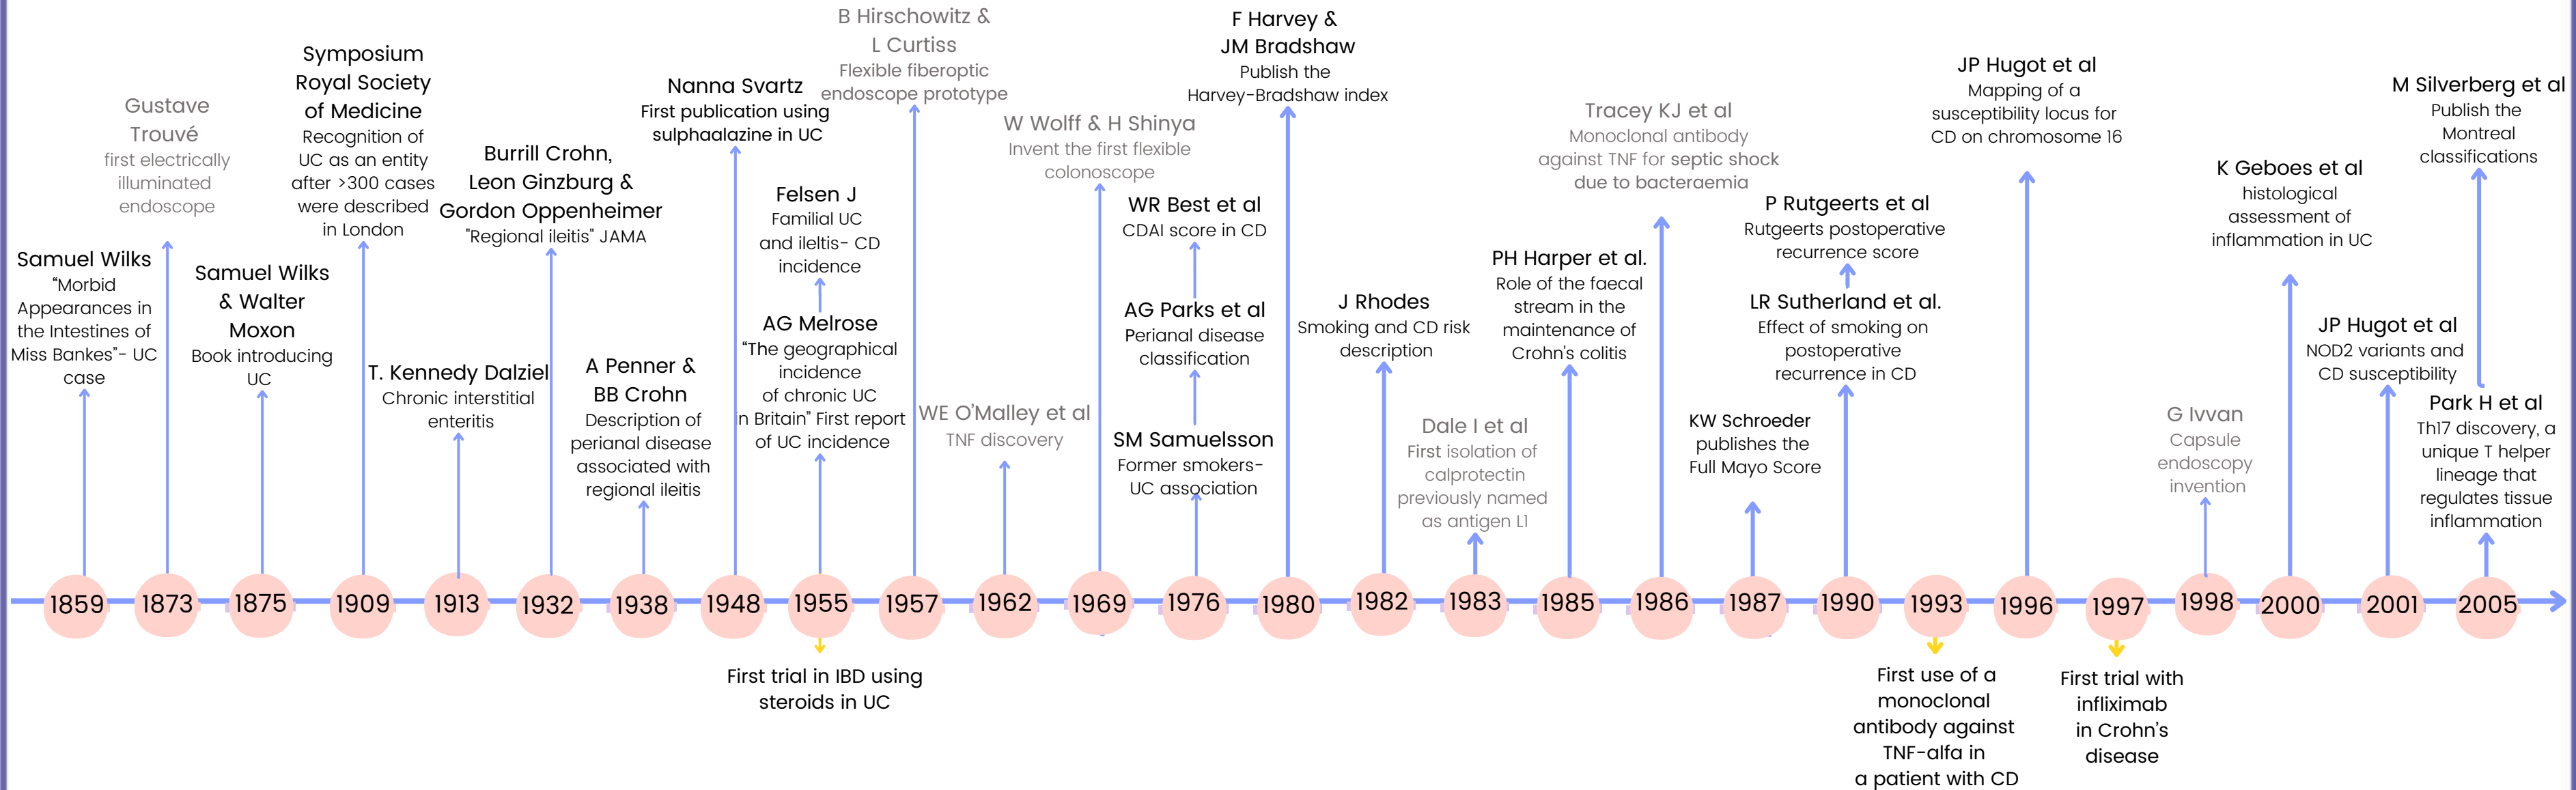 Samuel Wilks
“Morbid
Appearances in
the Intestines of
Miss Bankes”- UC
case
Gustave
Trouvé
first electrically
illuminated
endoscope
Samuel Wilks
& Walter
Moxon
Book introducing
UC
Symposium
Royal Society
of Medicine
Recognition of
UC as an entity
after >300 cases
were described
in London
T. Kennedy Dalziel
Chronic interstitial
enteritis
Burrill Crohn,
Leon Ginzburg &
Gordon Oppenheimer
"Regional ileitis" JAMA
A Penner &
BB Crohn
Description of
perianal disease
associated with
regional ileitis
Nanna Svartz
First publication using
sulphaalazine in UC
Felsen J
Familial UC
and ileltis- CD
incidence
AG Melrose
“The geographical
incidence
of chronic UC
in Britain” First report
of UC incidence
B Hirschowitz &
L Curtiss
Flexible fiberoptic
endoscope prototype
WE O’Malley et al
TNF discovery
W Wolff & H Shinya
Invent the first flexible
colonoscope
WR Best et al
CDAI score in CD
AG Parks et al
Perianal disease
classification
SM Samuelsson
Former smokers-
UC association
F Harvey &
JM Bradshaw
Publish the
Harvey-Bradshaw index
J Rhodes
Smoking and CD risk
description
Dale I et al
First isolation of
calprotectin
previously named
as antigen L1
PH Harper et al.
Role of the faecal
stream in the
maintenance of
Crohn's colitis
Tracey KJ et al
Monoclonal antibody
against TNF for septic shock
due to bacteraemia
KW Schroeder
publishes the
Full Mayo Score
P Rutgeerts et al
Rutgeerts postoperative
recurrence score
LR Sutherland et al.
Effect of smoking on
postoperative
recurrence in CD
JP Hugot et al
Mapping of a
susceptibility locus for
CD on chromosome 16
G Ivvan
Capsule
endoscopy
invention
K Geboes et al
histological
assessment of
inflammation in UC
JP Hugot et al
NOD2 variants and
CD susceptibility
M Silverberg et al
Publish the
Montreal
classifications
Park H et al
Th17 discovery, a
unique T helper
lineage that
regulates tissue
inflammation
1859 1873 1875 1909 1913 1932 1938 1948 1955 1957 1962 1969 1976 1980 1982 1983 1985 1986 1987 1990 1993 1996 1997 1998 2000 2001 2005
First trial in IBD using
steroids in UC
First use of a
monoclonal
antibody against
TNF-alfa in
a patient with CD
First trial with
infliximab
in Crohn’s
disease